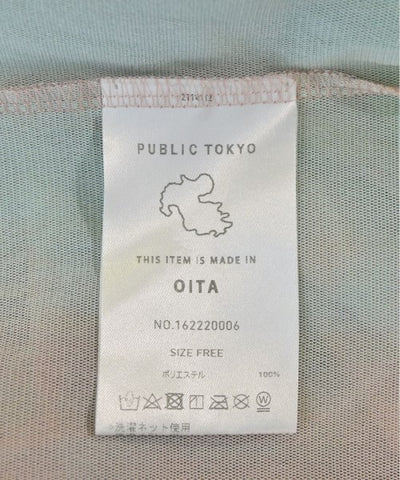 PUBLIC TOKYO
THIS ITEM IS MADE IN
OITA
NO.162220006
SIZE FREE
ポリエステル 100%
※洗濯ネット使用